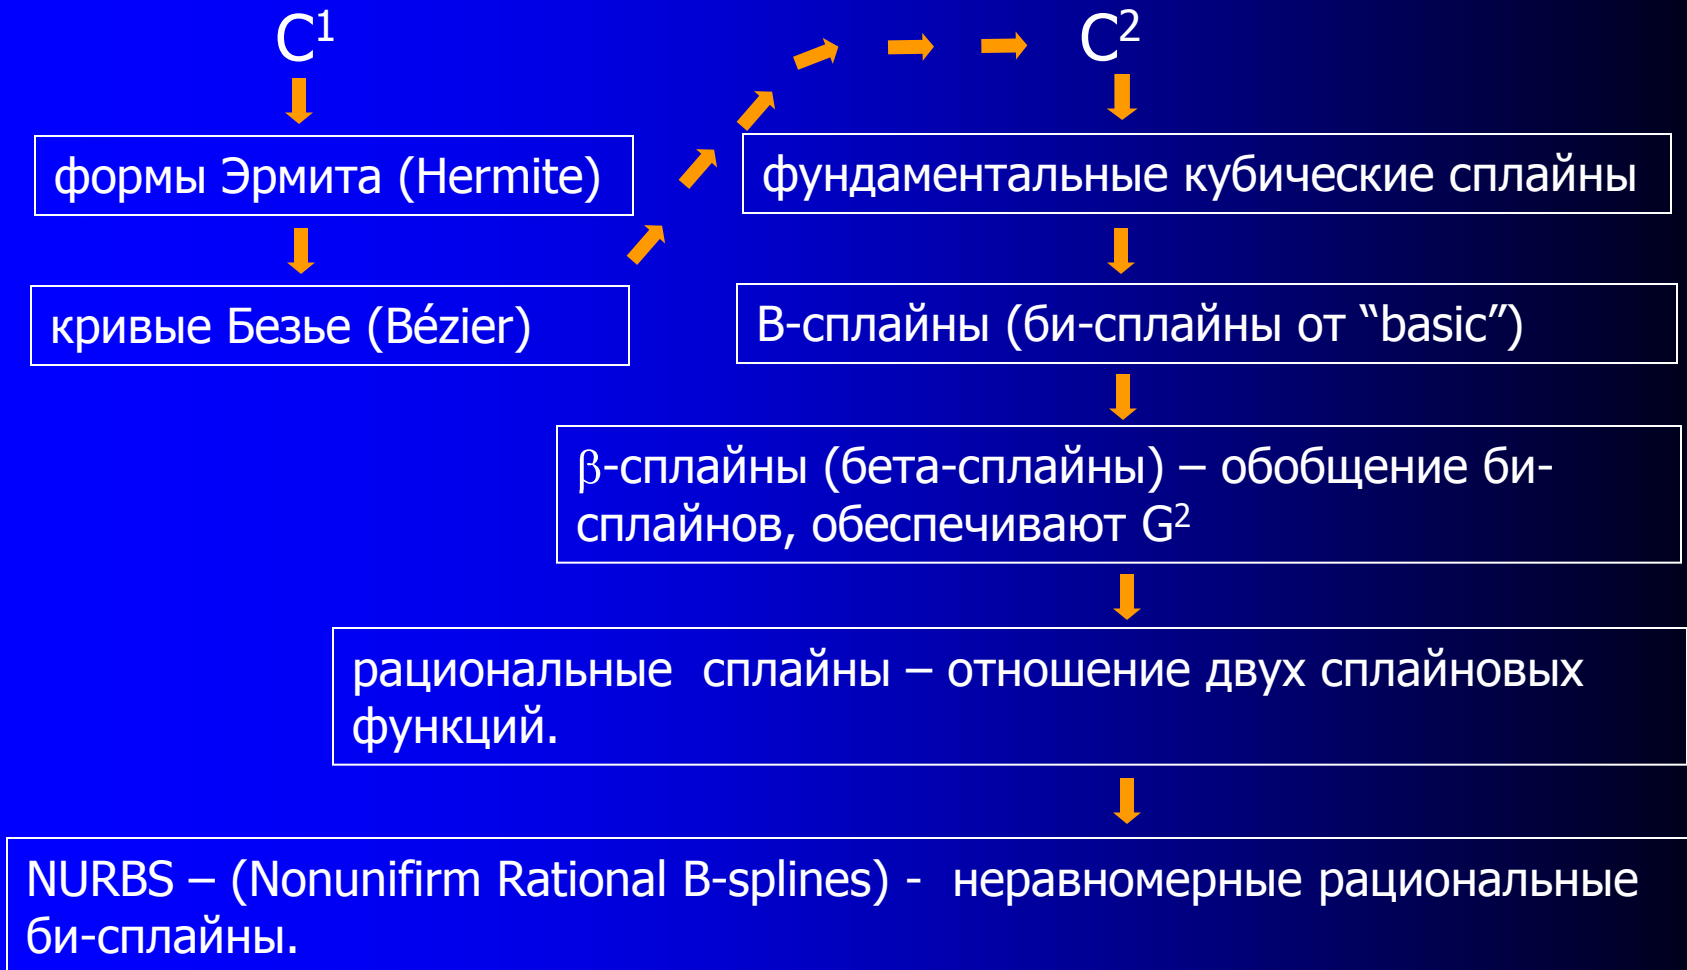 C¹
формы Эрмита (Hermite)
кривые Безье (Bézier)
C²
фундаментальные кубические сплайны
В-сплайны (би-сплайны от “basic”)
β-сплайны (бета-сплайны) – обобщение би-
сплайнов, обеспечивают G²
рациональные сплайны – отношение двух сплайновых
функций.
NURBS – (Nonunifirm Rational B-splines) - неравномерные рациональные
би-сплайны.